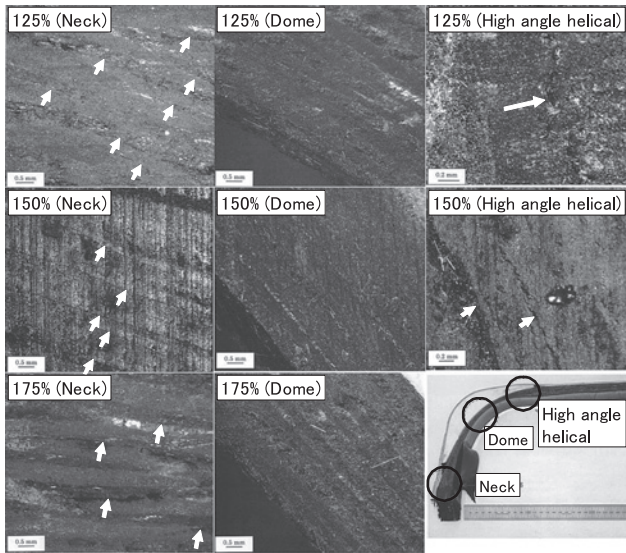 125% (Neck)
125% (Dome)
125% (High angle helical)
0.5 mm
0.5 mm
0.2 mm
150% (Neck)
150% (Dome)
150% (High angle helical)
0.5 mm
0.5 mm
0.2 mm
175% (Neck)
175% (Dome)
High angle
helical
Dome
Neck
0.5 mm
0.5 mm